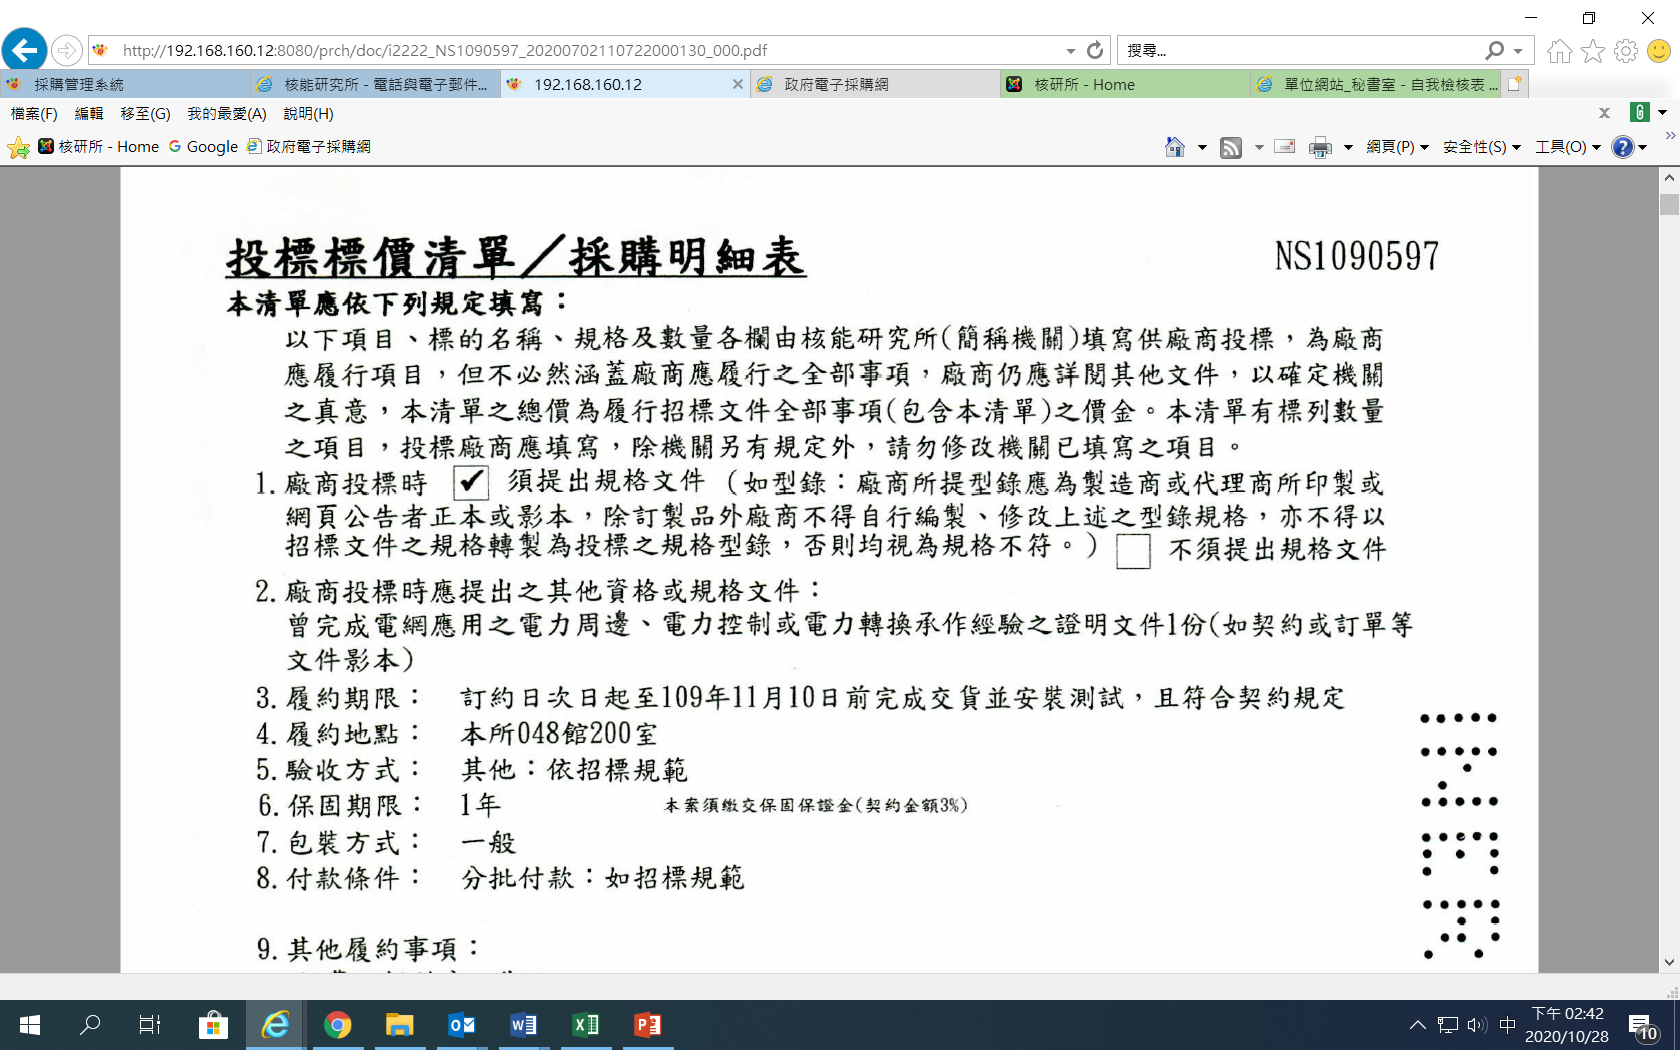 http://192.168.160.12:8080/prch/doc/i2222_NS1090597_20200702110722000130_000.pdf
搜尋...
採購管理系統
核能研究所 - 電話與電子郵件...
192.168.160.12
政府電子採購網
核研所 - Home
單位網站_秘書室 - 自我檢核表 ...
檔案(F) 編輯 移至(G) 我的最愛(A) 說明(H)
核研所 - Home Google 政府電子採購網
網頁(P) 安全性(S) 工具(O)
投標標價清單／採購明細表
NS1090597
本清單應依下列規定填寫：
以下項目、標的名稱、規格及數量各欄由核能研究所(簡稱機關)填寫供廠商投標，為廠商
應履行項目，但不必然涵蓋廠商應履行之全部事項，廠商仍應詳閱其他文件，以確定機關
之真意，本清單之總價為履行招標文件全部事項(包含本清單)之價金。本清單有標列數量
之項目，投標廠商應填寫，除機關另有規定外，請勿修改機關已填寫之項目。
1.廠商投標時 ✔ 須提出規格文件（如型錄：廠商所提型錄應為製造商或代理商所印製或
網頁公告者正本或影本，除訂製品外廠商不得自行編製、修改上述之型錄規格，亦不得以
招標文件之規格轉製為投標之規格型錄，否則均視為規格不符。）□ 不須提出規格文件
2.廠商投標時應提出之其他資格或規格文件：
曾完成電網應用之電力周邊、電力控制或電力轉換承作經驗之證明文件1份(如契約或訂單等
文件影本)
3.履約期限： 訂約日次日起至109年11月10日前完成交貨並安裝測試，且符合契約規定
4.履約地點： 本所048館200室
5.驗收方式： 其他：依招標規範
6.保固期限： 1年 本案須繳交保固保證金(契約金額3%)
7.包裝方式： 一般
8.付款條件： 分批付款：如招標規範
9.其他履約事項：
INER
中
下午 02:42
2020/10/28
10